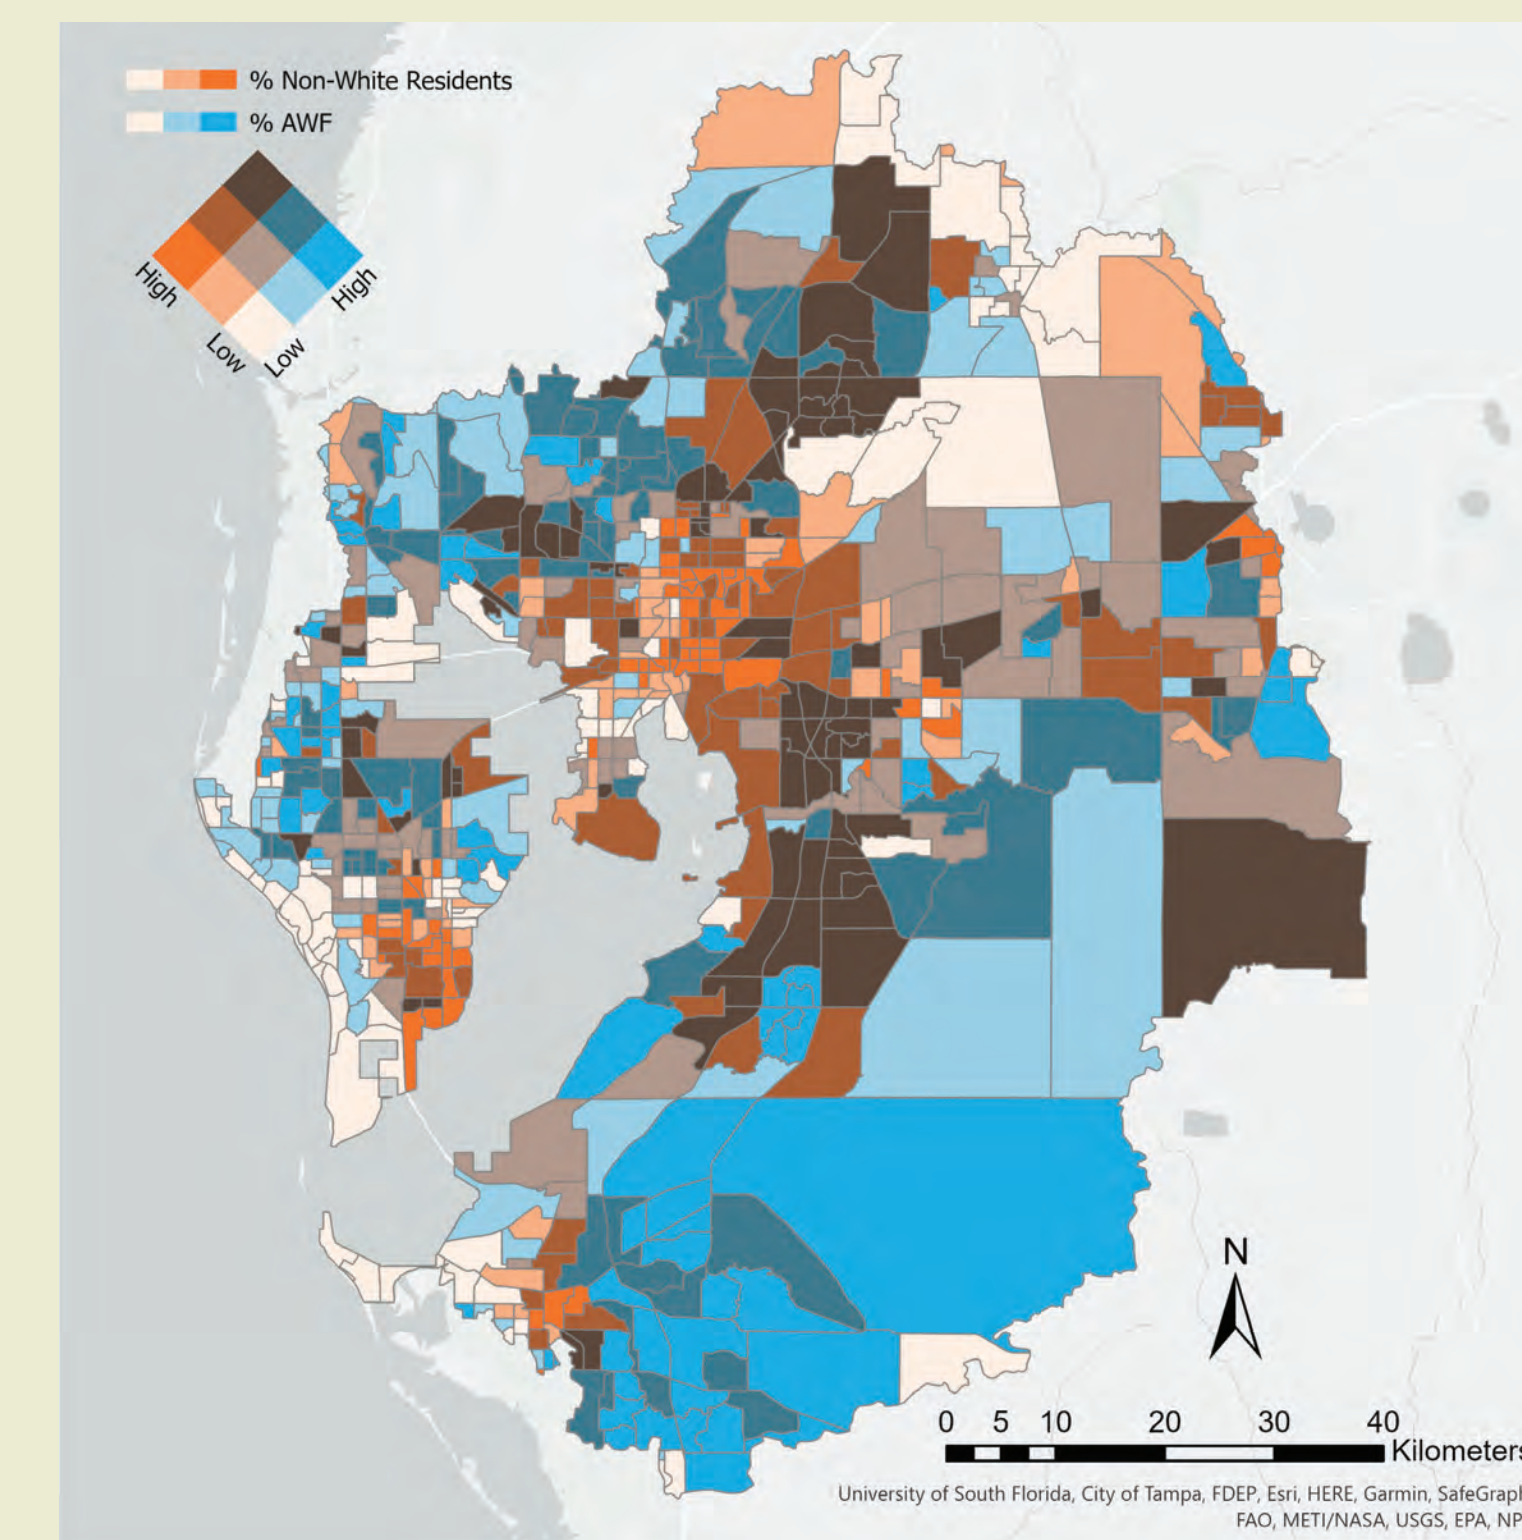 % Non-White Residents
% AWF
High
High
Low
Low
N
0 5 10 20 30 40
Kilometers
University of South Florida, City of Tampa, FDEP, Esri, HERE, Garmin, SafeGraph
FAO, METI/NASA, USGS, EPA, NP